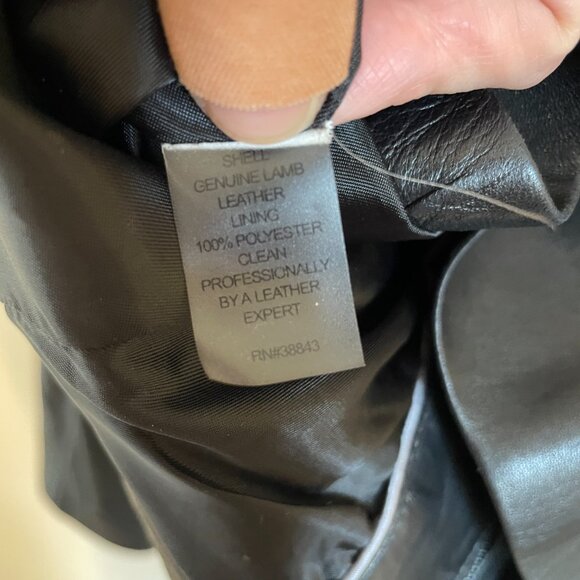 SHELL
GENUINE LAMB
LEATHER
LINING
100% POLYESTER
CLEAN
PROFESSIONALLY
BY A LEATHER
EXPERT
RN#38843